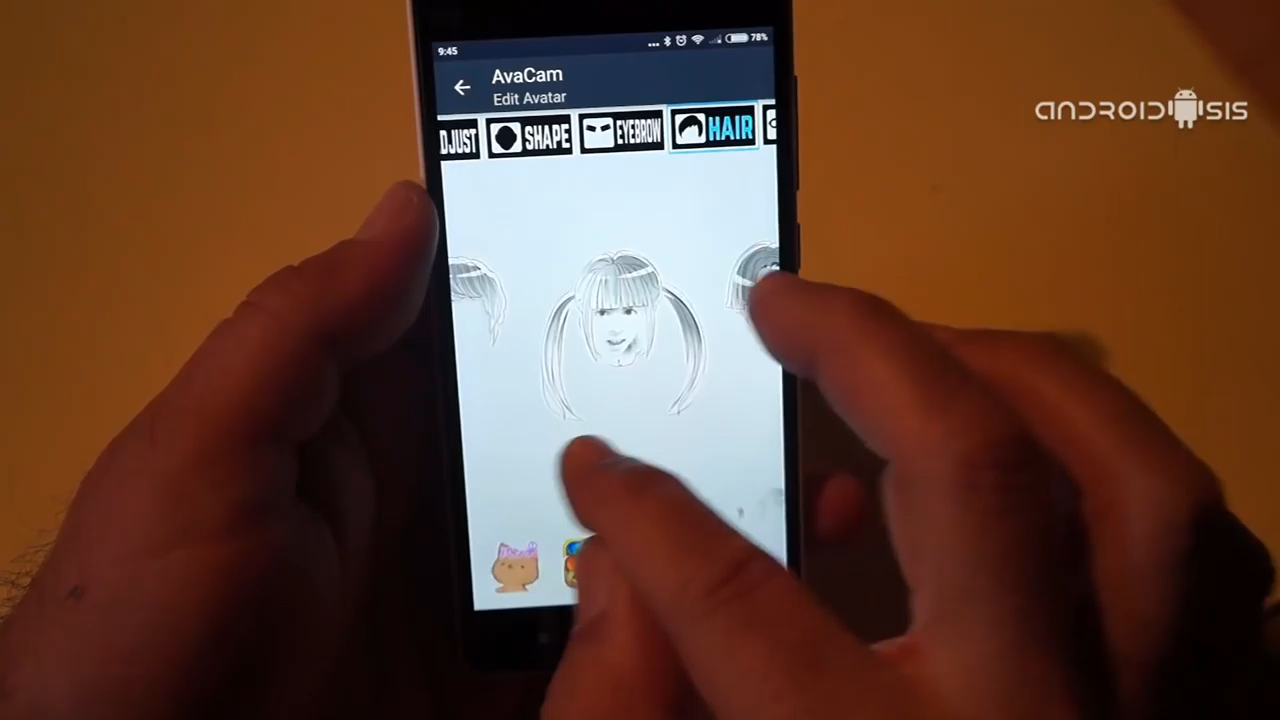 9:45
78%
AvaCam
Edit Avatar
DJUST
SHAPE
EYEBROW
HAIR
ANDROIDSIS